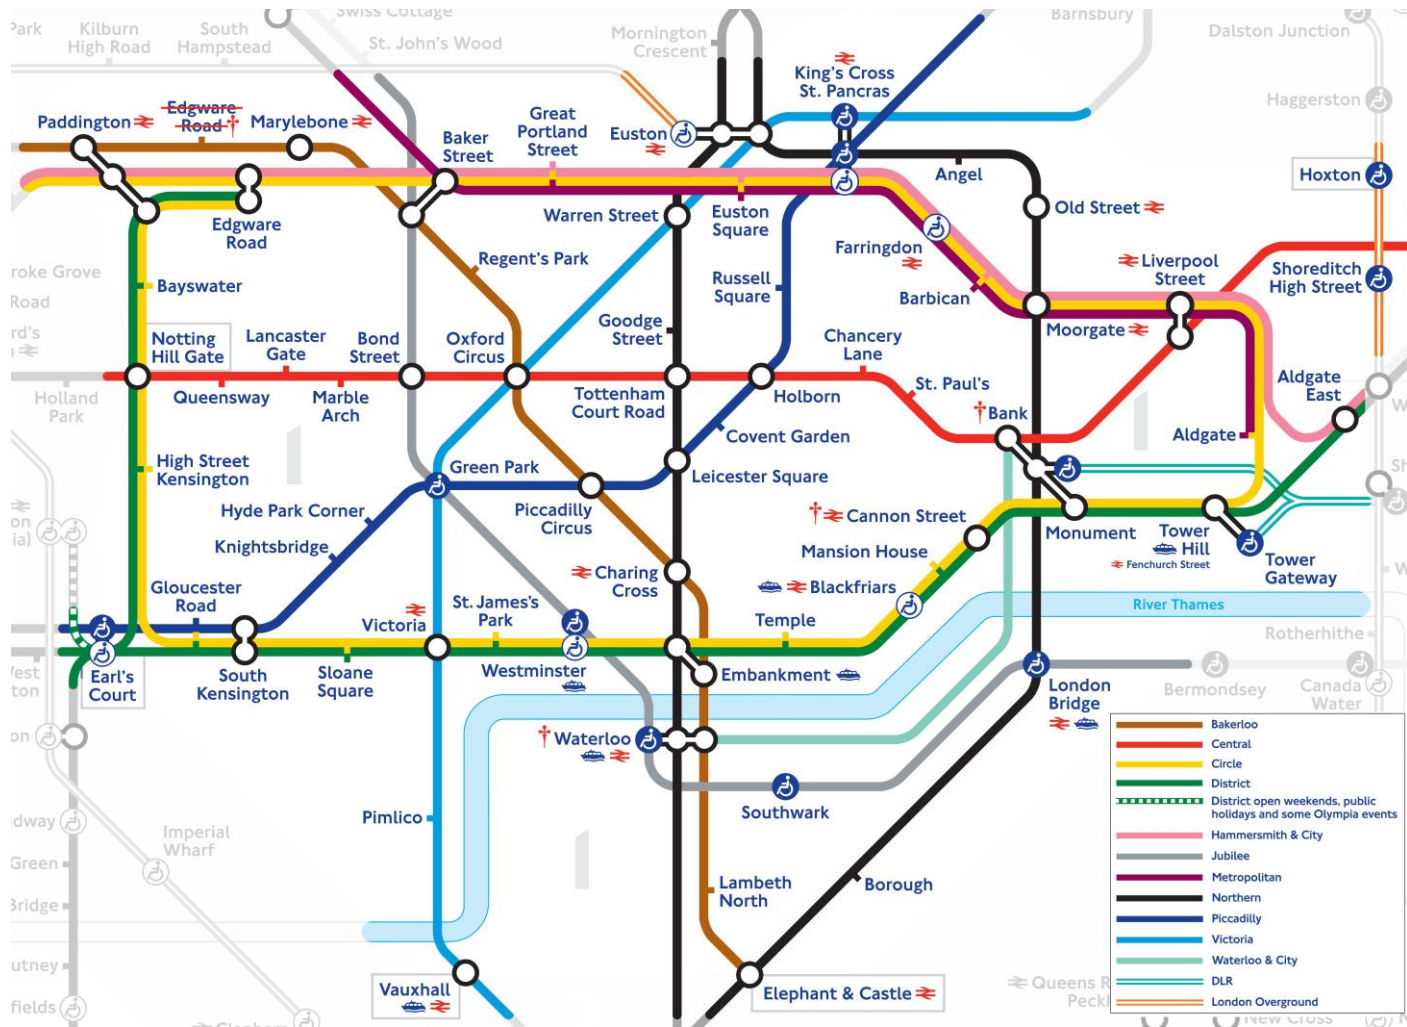 Swiss Cottage
Park
Kilburn
High Road
South
Hampstead
St. John's Wood
Mornington
Crescent
Barnsbury
Dalston Junction
King's Cross
St. Pancras
Haggerston
Paddington
Edgware
Road †
Marylebone
Baker
Street
Great
Portland
Street
Euston
Angel
Hoxton
Edgware
Road
Warren Street
Euston
Square
Farringdon
Old Street
Regent's Park
Russell
Square
Barbican
Liverpool
Street
Shoreditch
High Street
roke Grove
Road
Bayswater
Goodge
Street
Moorgate
Notting
Hill Gate
Lancaster
Gate
Bond
Street
Oxford
Circus
Chancery
Lane
Holland
Park
Queensway
Marble
Arch
Tottenham
Court Road
Holborn
St. Paul's
Aldgate
East
† Bank
High Street
Kensington
Green Park
Covent Garden
Aldgate
Leicester Square
Hyde Park Corner
Piccadilly
Circus
† Cannon Street
Monument
Tower
Hill
Fenchurch Street
Tower
Gateway
Knightsbridge
Mansion House
Charing
Cross
Blackfriars
Gloucester
Road
Victoria
St. James's
Park
Temple
River Thames
Rotherhithe
Earl's
Court
South
Kensington
Sloane
Square
Westminster
Embankment
London
Bridge
Bermondsey
Canada
Water
† Waterloo
Southwark
Pimlico
Imperial
Wharf
Lambeth
North
Borough
Vauxhall
Elephant & Castle
Green
Bakerloo
Central
Circle
District
District open weekends, public
holidays and some Olympia events
Hammersmith & City
Jubilee
Metropolitan
Northern
Piccadilly
Victoria
Waterloo & City
DLR
London Overground
Queens R
Peck
New Cross